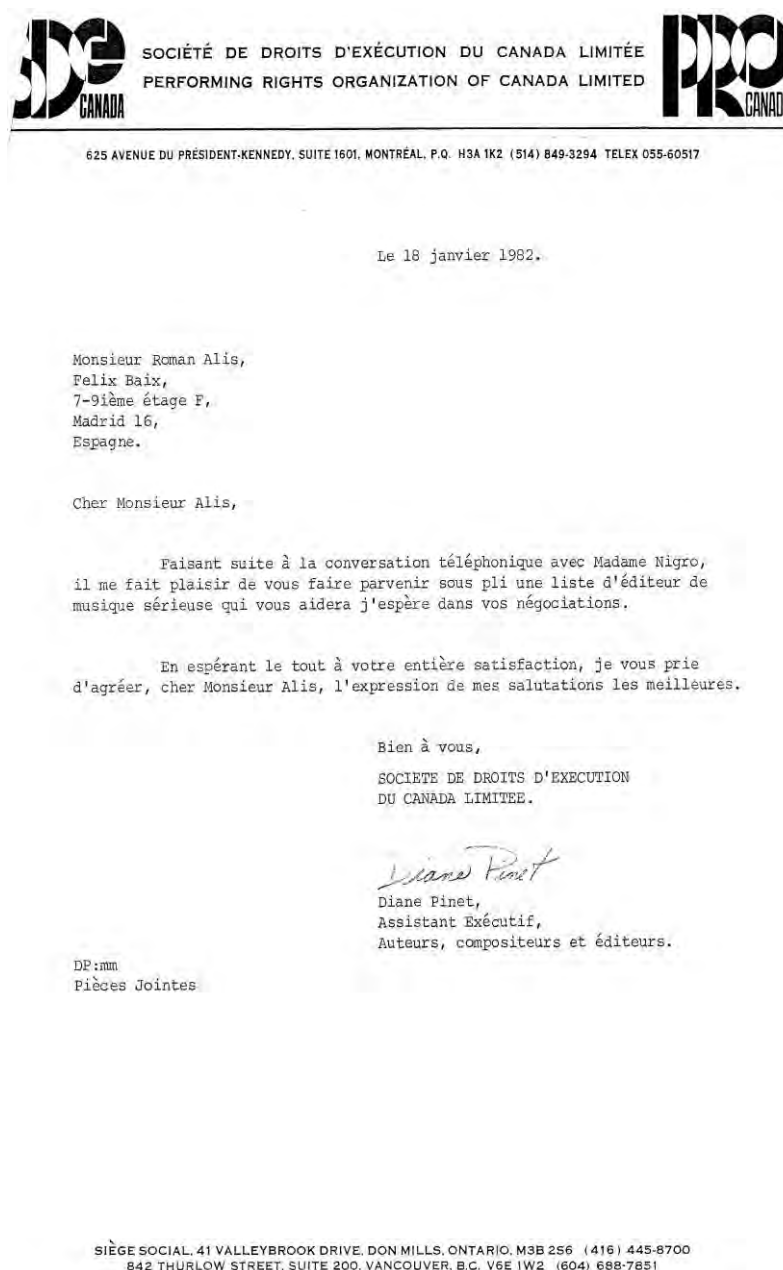 SDE CANADA
SOCIÉTÉ DE DROITS D'EXÉCUTION DU CANADA LIMITÉE
PERFORMING RIGHTS ORGANIZATION OF CANADA LIMITED
PRO CANAD
625 AVENUE DU PRÉSIDENT-KENNEDY, SUITE 1601, MONTRÉAL, P.Q. H3A 1K2 (514) 849-3294 TELEX 055-60517
Le 18 janvier 1982.
Monsieur Roman Alis,
Felix Baix,
7-9ième étage F,
Madrid 16,
Espagne.
Cher Monsieur Alis,
Faisant suite à la conversation téléphonique avec Madame Nigro,
il me fait plaisir de vous faire parvenir sous pli une liste d'éditeur de
musique sérieuse qui vous aidera j'espère dans vos négociations.
En espérant le tout à votre entière satisfaction, je vous prie
d'agréer, cher Monsieur Alis, l'expression de mes salutations les meilleures.
Bien à vous,
SOCIETE DE DROITS D'EXECUTION
DU CANADA LIMITEE.
Diane Pinet
Diane Pinet,
Assistant Exécutif,
Auteurs, compositeurs et éditeurs.
DP:mm
Pièces Jointes
SIÈGE SOCIAL, 41 VALLEYBROOK DRIVE, DON MILLS, ONTARIO, M3B 2S6 (416) 445-8700
842 THURLOW STREET, SUITE 200, VANCOUVER, B.C. V6E 1W2 (604) 688-7851